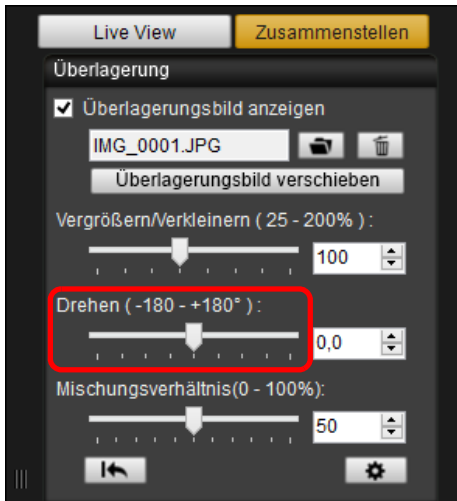 Live View
Zusammenstellen
Überlagerung
Überlagerungsbild anzeigen
IMG_0001.JPG
Überlagerungsbild verschieben
Vergrößern/Verkleinern ( 25 - 200% ) :
100
Drehen ( -180 - +180° ) :
0,0
Mischungsverhältnis(0 - 100%):
50